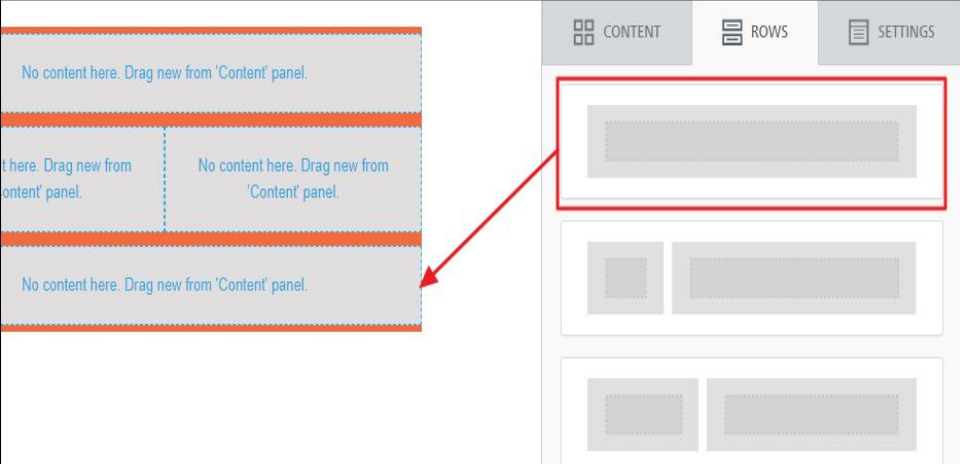 CONTENT
ROWS
SETTINGS
No content here. Drag new from 'Content' panel.
t here. Drag new from
ontent' panel.
No content here. Drag new from
'Content' panel.
No content here. Drag new from 'Content' panel.